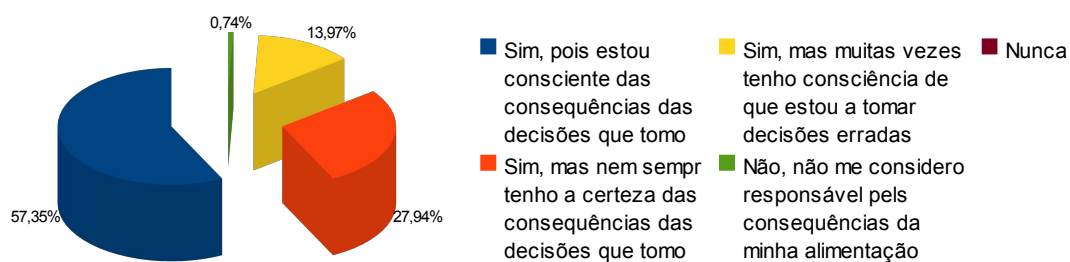 0,74%
13,97%
57,35%
27,94%
Sim, pois estou
consciente das
consequências das
decisões que tomo
Sim, mas nem sempr
tenho a certeza das
consequências das
decisões que tomo
Sim, mas muitas vezes
tenho consciência de
que estou a tomar
decisões erradas
Não, não me considero
responsável pels
consequências da
minha alimentação
Nunca